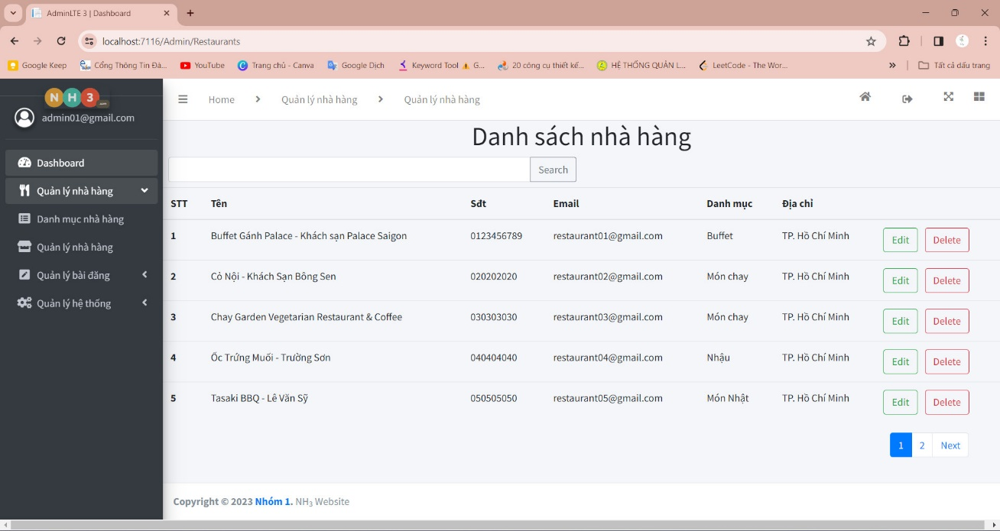 AdminLTE 3 | Dashboard
localhost:7116/Admin/Restaurants
Google Keep Cổng Thông Tin Đà... YouTube Trang chủ - Canva Google Dịch Keyword Tool ⚠ G... 20 công cụ thiết kế... HỆ THỐNG QUẢN L... LeetCode - The Wor... Tất cả dấu trang
NH3.com
admin01@gmail.com
Home Quản lý nhà hàng Quản lý nhà hàng
Dashboard
Quản lý nhà hàng
Danh mục nhà hàng
Quản lý nhà hàng
Quản lý bài đăng
Quản lý hệ thống
Danh sách nhà hàng
Search
STT Tên Sđt Email Danh mục Địa chỉ
1 Buffet Gánh Palace - Khách sạn Palace Saigon 0123456789 restaurant01@gmail.com Buffet TP. Hồ Chí Minh Edit Delete
2 Cỏ Nội - Khách Sạn Bông Sen 020202020 restaurant02@gmail.com Món chay TP. Hồ Chí Minh Edit Delete
3 Chay Garden Vegetarian Restaurant & Coffee 030303030 restaurant03@gmail.com Món chay TP. Hồ Chí Minh Edit Delete
4 Ốc Trứng Muối - Trường Sơn 040404040 restaurant04@gmail.com Nhậu TP. Hồ Chí Minh Edit Delete
5 Tasaki BBQ - Lê Văn Sỹ 050505050 restaurant05@gmail.com Món Nhật TP. Hồ Chí Minh Edit Delete
1 2 Next
Copyright © 2023 Nhóm 1. NH₃ Website